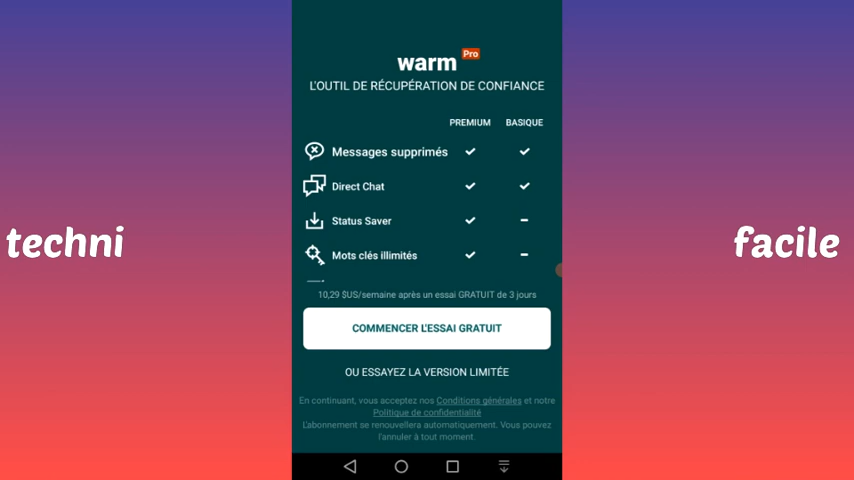 warm Pro
L'OUTIL DE RÉCUPÉRATION DE CONFIANCE
PREMIUM BASIQUE
Messages supprimés
Direct Chat
Status Saver
Mots clés illimités
10,29 $US/semaine après un essai GRATUIT de 3 jours
COMMENCER L'ESSAI GRATUIT
OU ESSAYEZ LA VERSION LIMITÉE
En continuant, vous acceptez nos Conditions générales et notre
Politique de confidentialité
L'abonnement se renouvellera automatiquement. Vous pouvez
l'annuler à tout moment.
techni
facile